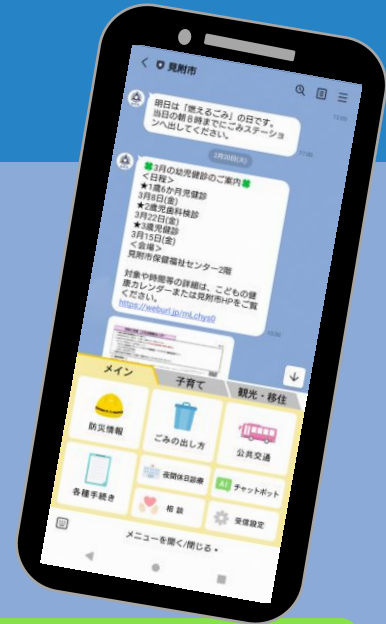 見附市
明日は「燃えるごみ」の日です。
当日の朝8時までにごみステーショ
ンへ出してください。
2月20日(火)
3月の幼児健診のご案内
<日程>
★1歳6か月児健診
3月8日(金)
★2歳児歯科検診
3月22日(金)
★3歳児健診
3月15日(金)
<会場>
見附市保健福祉センター2階
対象や時間等の詳細は、こどもの健
康カレンダーまたは見附市HPをご覧
ください。
https://weburl.jp/mLchys0
メイン
子育て
観光・移住
防災情報
ごみの出し方
公共交通
各種手続き
夜間休日診療
AI チャットボット
相談
受信設定
メニューを開く/閉じる